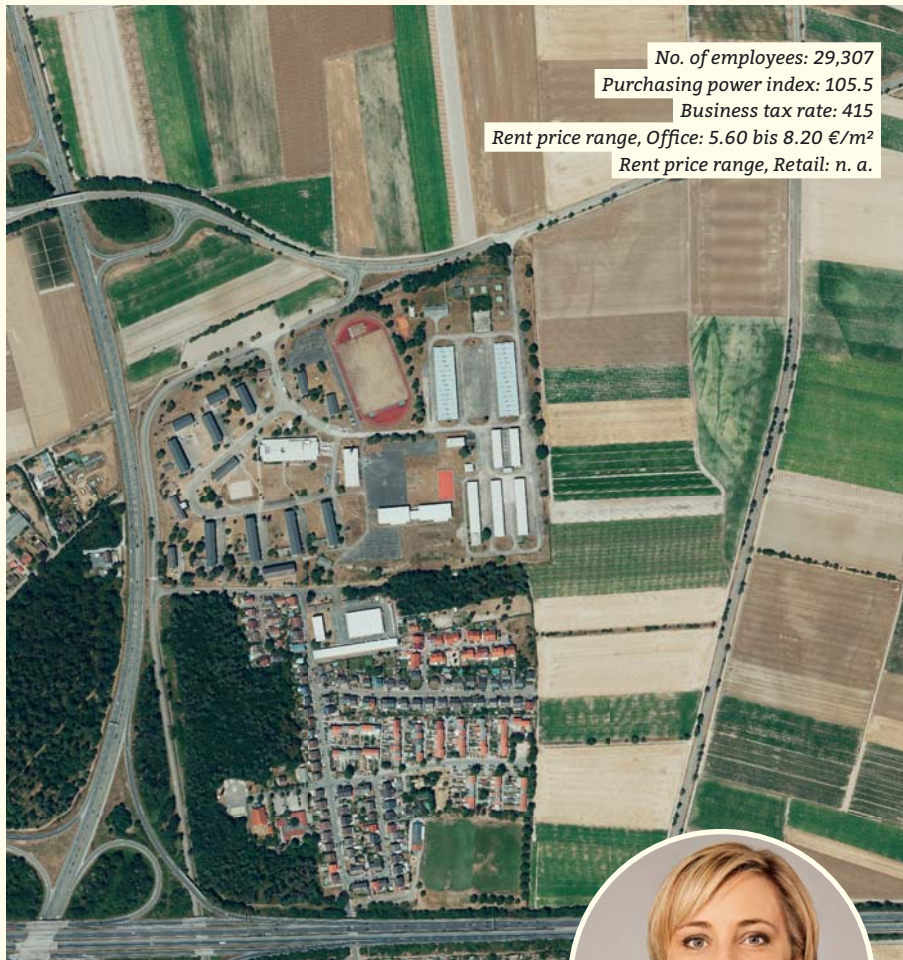 No. of employees: 29,307
Purchasing power index: 105.5
Business tax rate: 415
Rent price range, Office: 5.60 bis 8.20 €/m²
Rent price range, Retail: n. a.